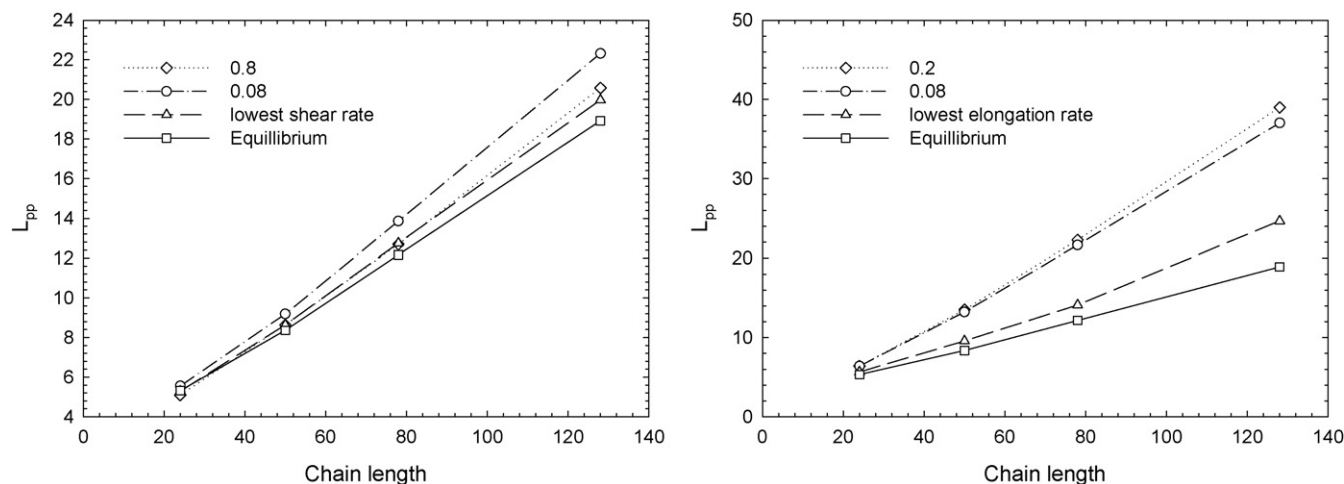 24
22
20
18
16
14
12
10
8
6
4
L_pp
0.8
0.08
lowest shear rate
Equillibrium
0 20 40 60 80 100 120 140
Chain length
50
40
30
20
10
0
L_pp
0.2
0.08
lowest elongation rate
Equillibrium
0 20 40 60 80 100 120 140
Chain length